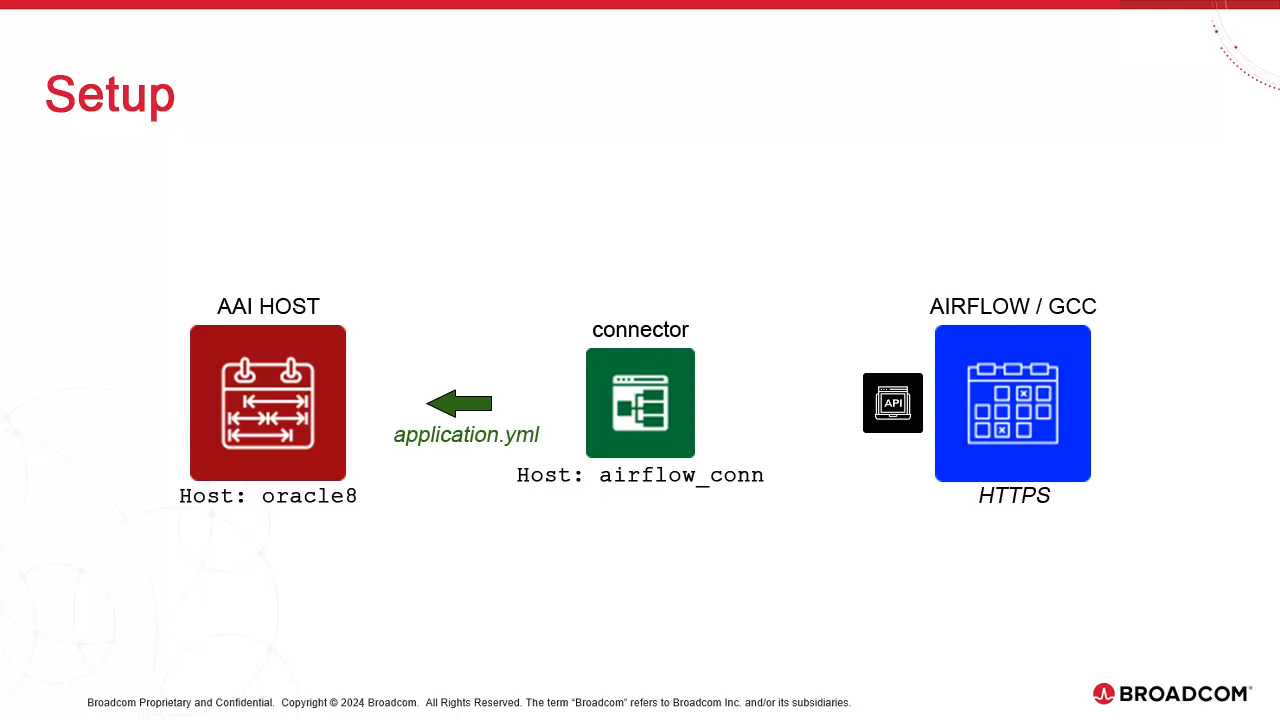 Setup
AAI HOST
AIRFLOW / GCC
connector
API
application.yml
Host: airflow_conn
Host: oracle8
HTTPS
Broadcom Proprietary and Confidential. Copyright © 2024 Broadcom. All Rights Reserved. The term “Broadcom” refers to Broadcom Inc. and/or its subsidiaries.
BROADCOM®